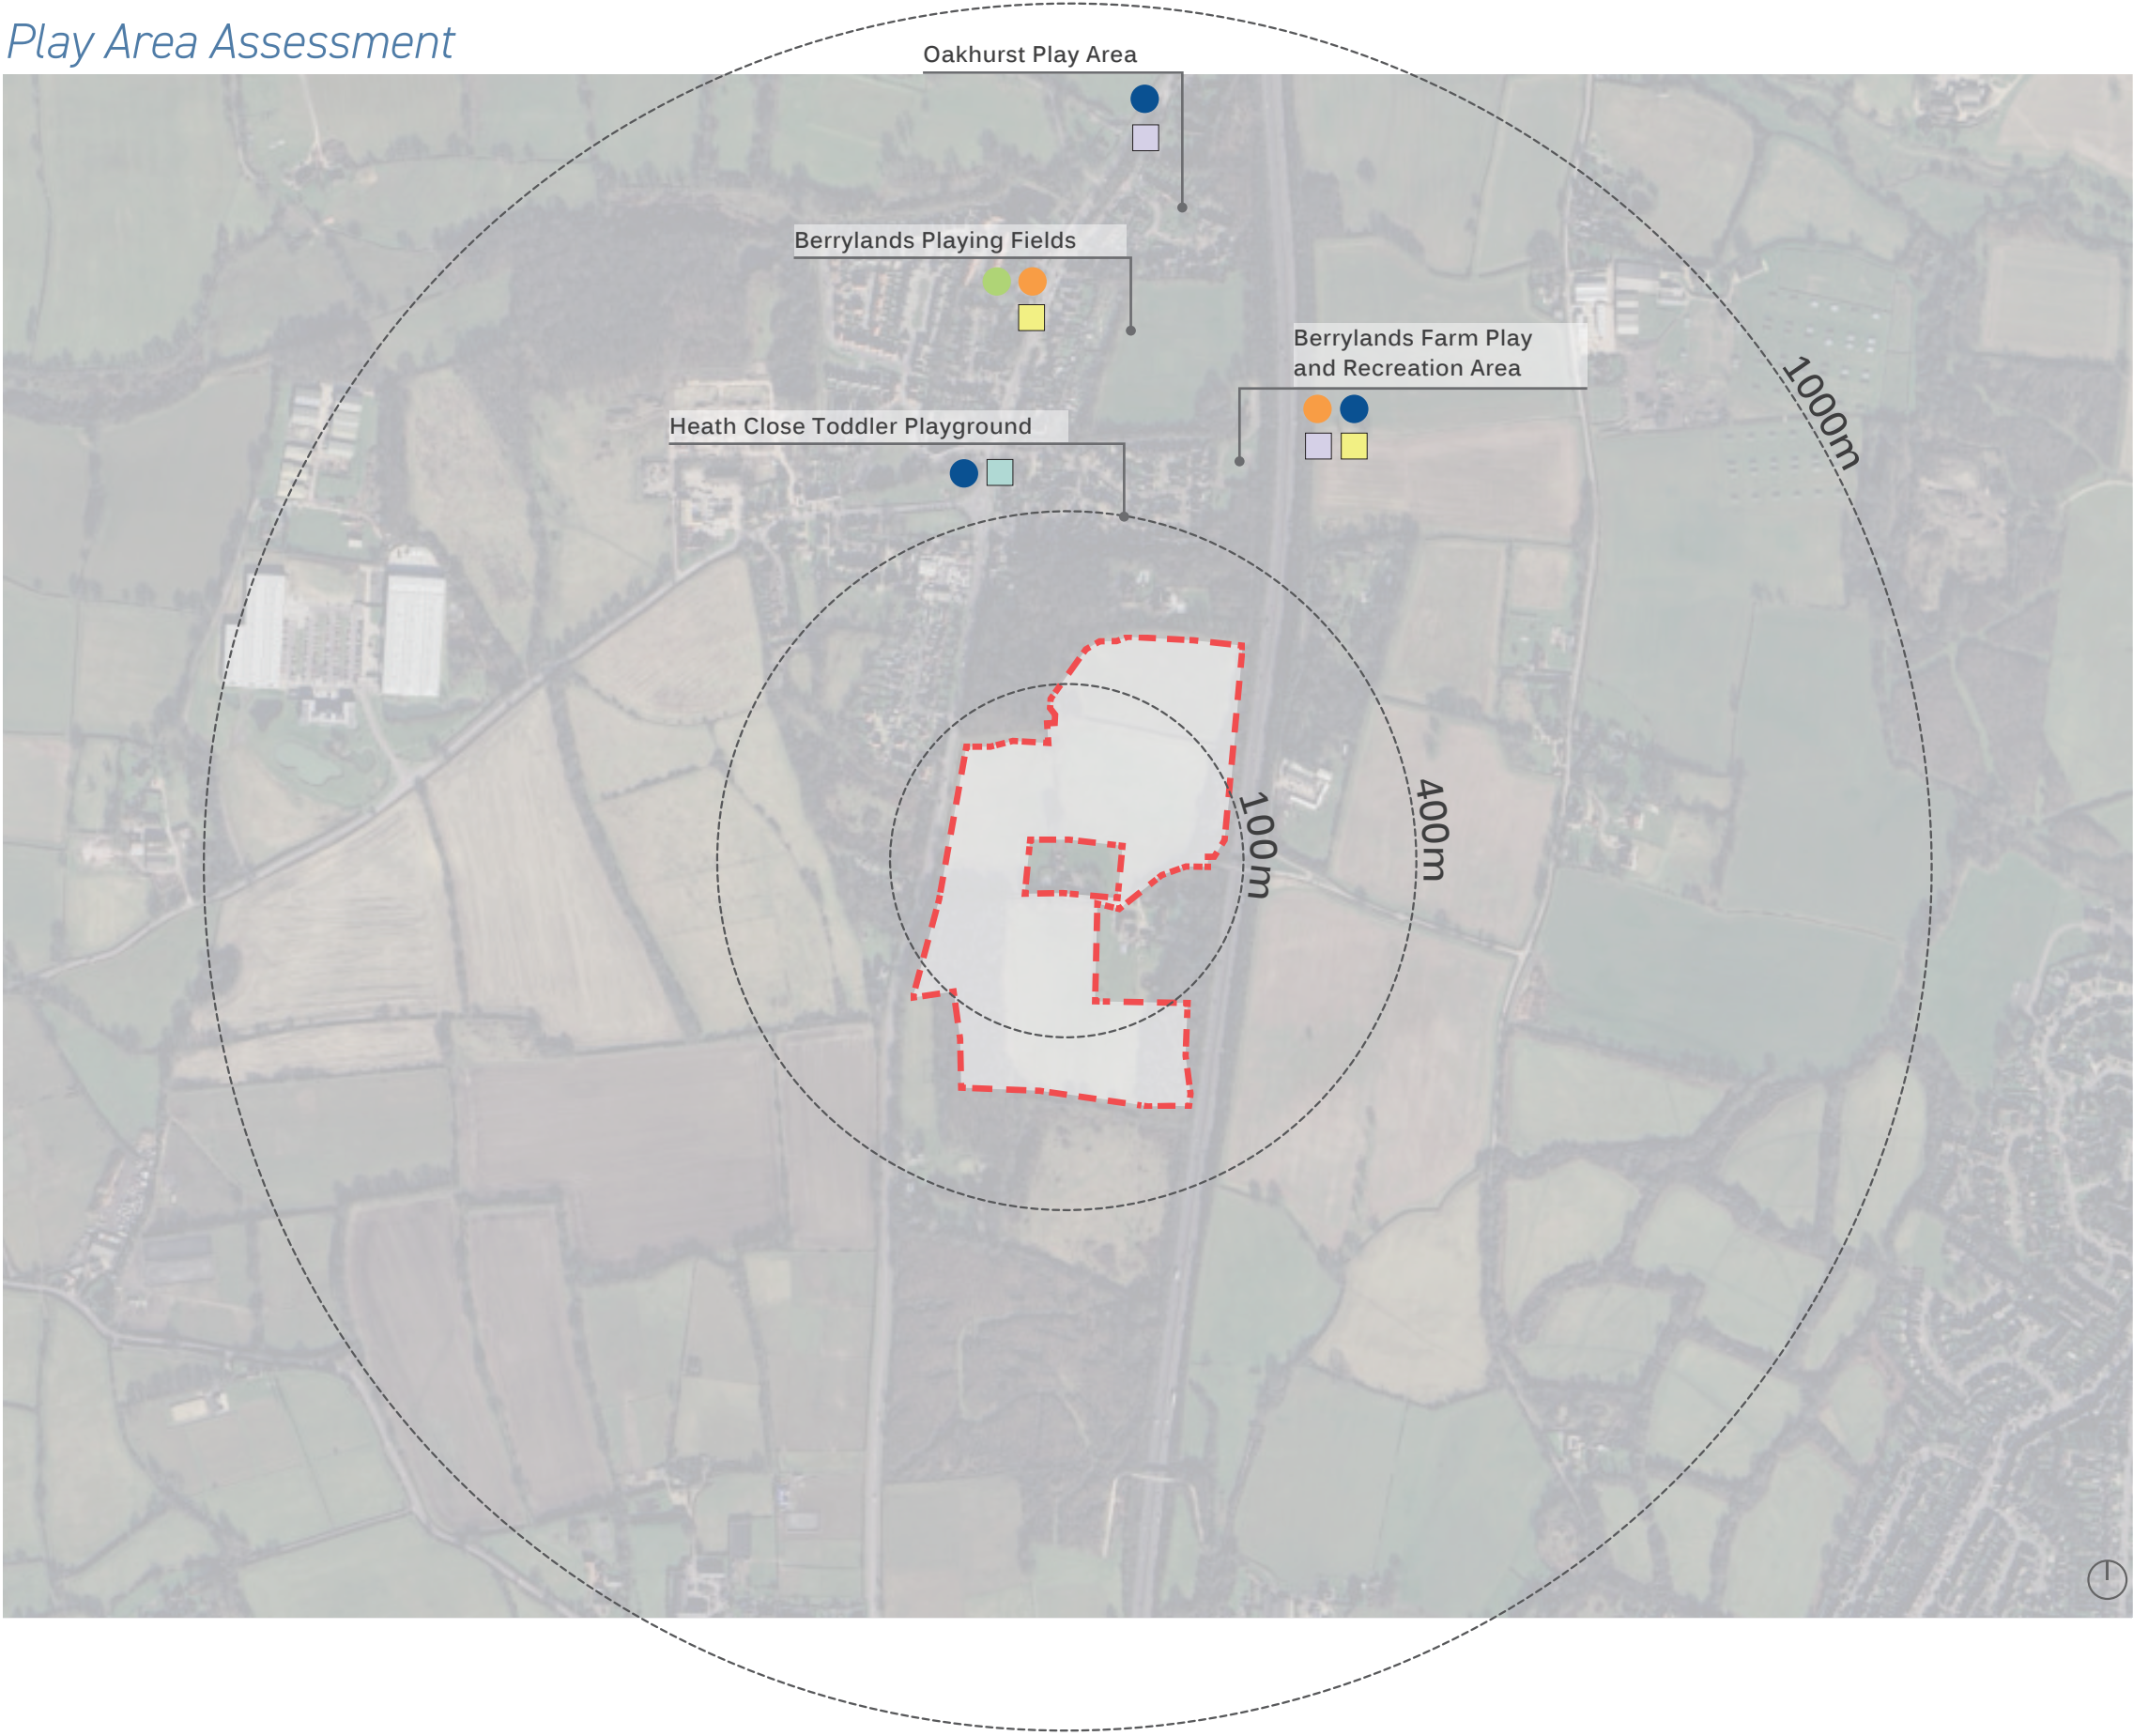 Play Area Assessment
Oakhurst Play Area
Berrylands Playing Fields
Berrylands Farm Play
and Recreation Area
Heath Close Toddler Playground
1000m
400m
100m